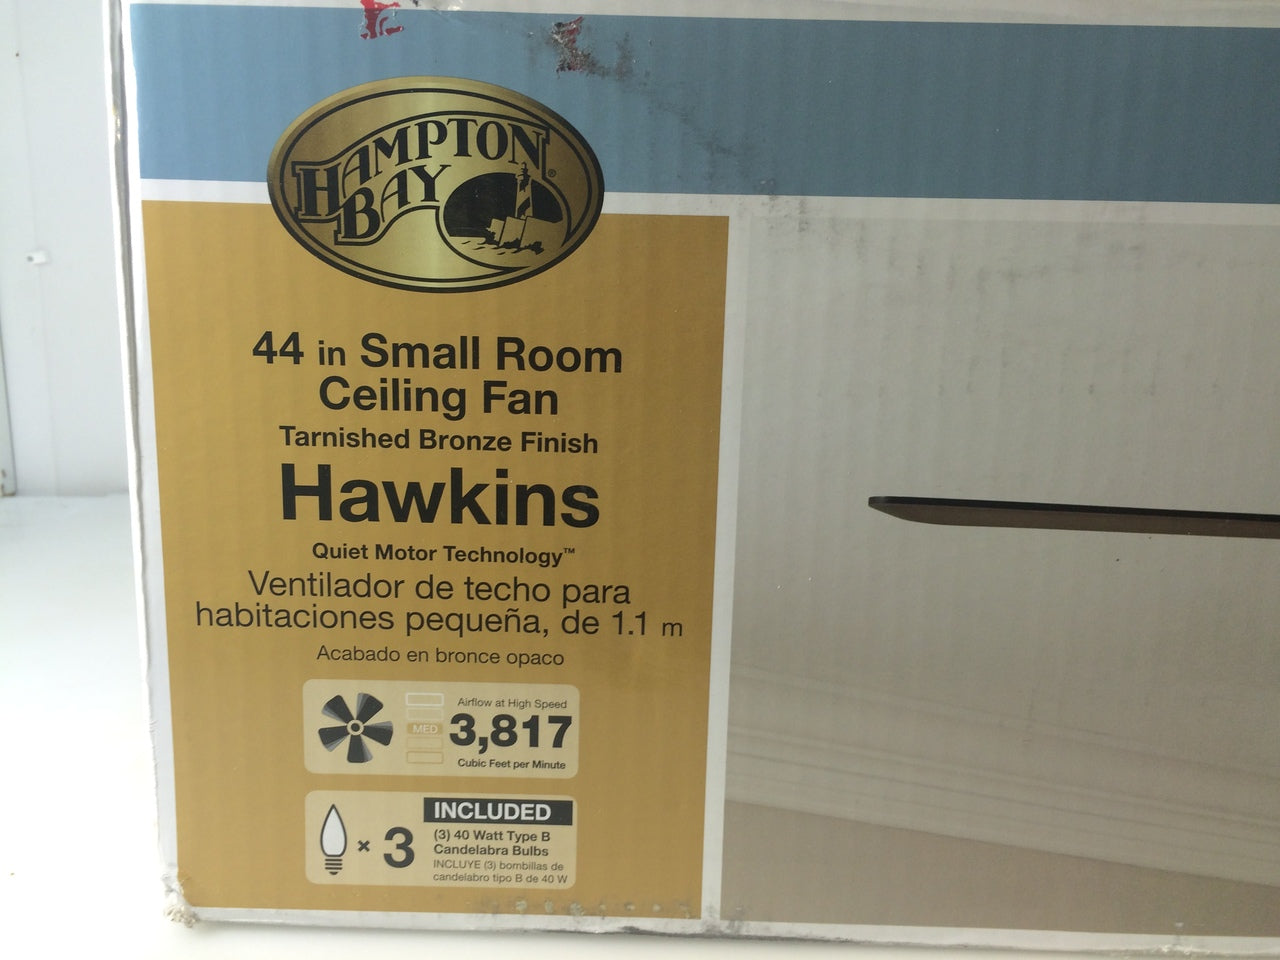 HAMPTON
BAY®
44 in Small Room
Ceiling Fan
Tarnished Bronze Finish
Hawkins
Quiet Motor Technology™
Ventilador de techo para
habitaciones pequeña, de 1.1 m
Acabado en bronce opaco
Airflow at High Speed
MED
3,817
Cubic Feet per Minute
x 3
INCLUDED
(3) 40 Watt Type B
Candelabra Bulbs
INCLUYE (3) bombillas de
candelabro tipo B de 40 W